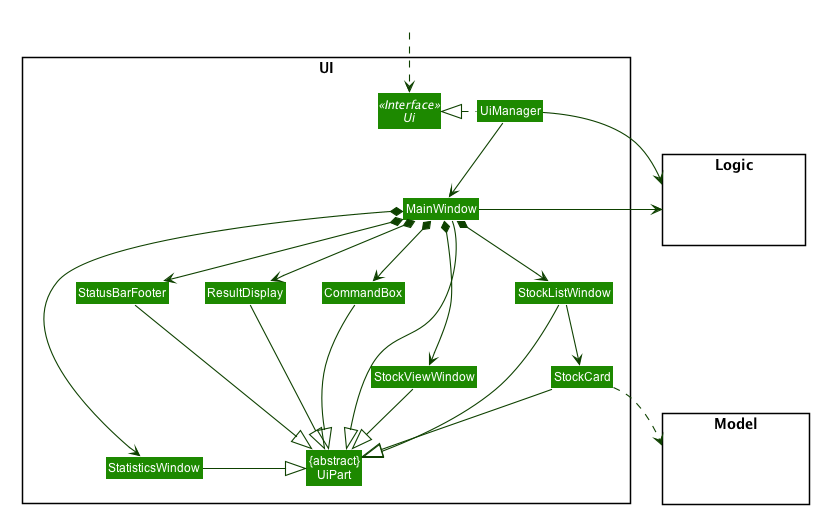 UI
«Interface»
Ui
UiManager
Logic
MainWindow
StatusBarFooter
ResultDisplay
CommandBox
StockListWindow
StockViewWindow
StockCard
Model
StatisticsWindow
{abstract}
UiPart